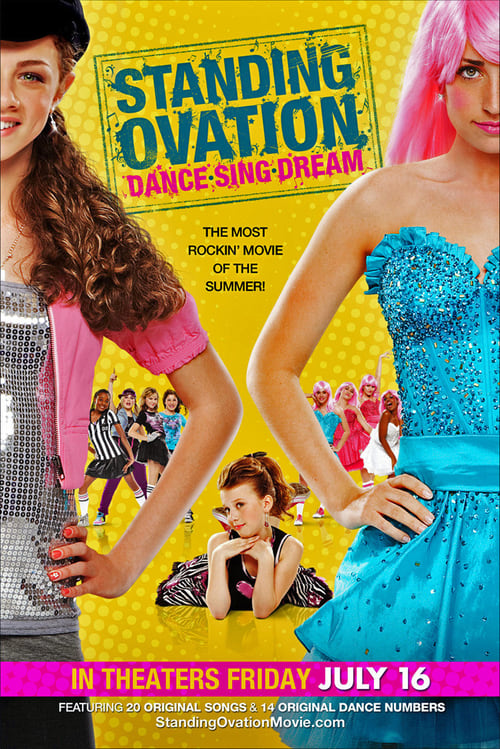 STANDING
OVATION
DANCE·SING·DREAM
THE MOST
ROCKIN' MOVIE
OF THE
SUMMER!
IN THEATERS FRIDAY JULY 16
FEATURING 20 ORIGINAL SONGS & 14 ORIGINAL DANCE NUMBERS
StandingOvationMovie.com